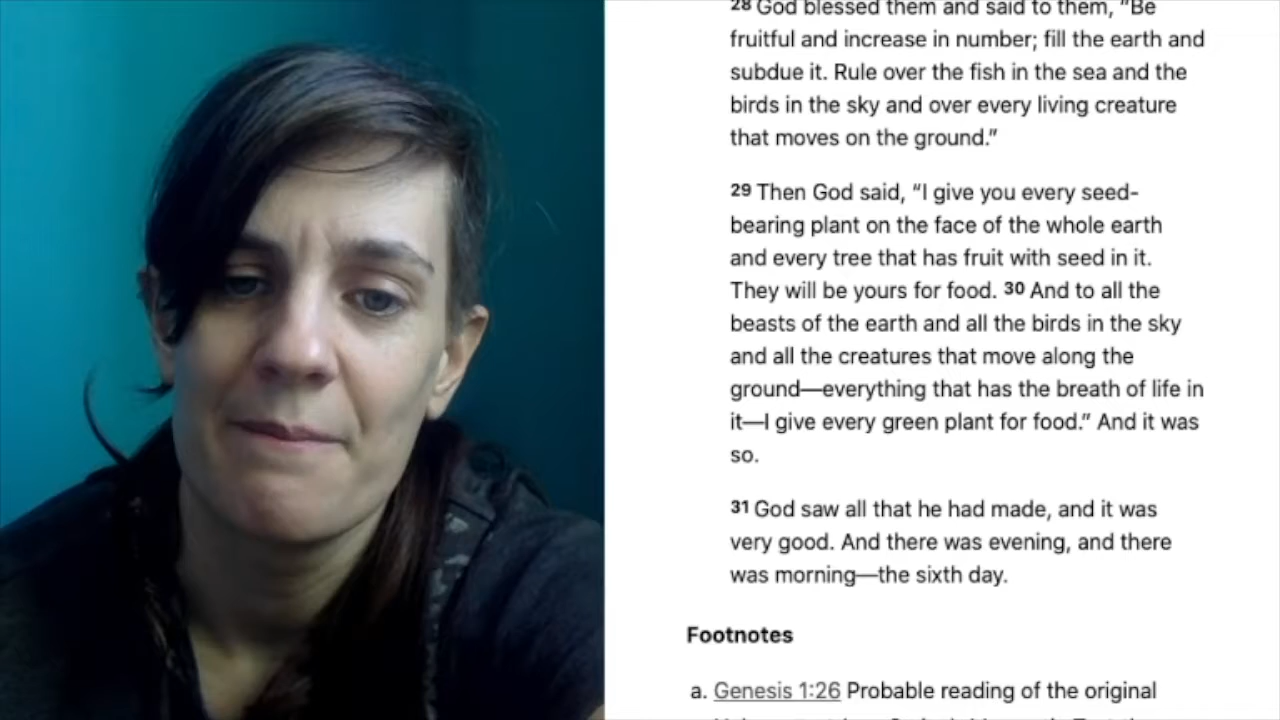 28 God blessed them and said to them, “Be
fruitful and increase in number; fill the earth and
subdue it. Rule over the fish in the sea and the
birds in the sky and over every living creature
that moves on the ground.”
29 Then God said, “I give you every seed-
bearing plant on the face of the whole earth
and every tree that has fruit with seed in it.
They will be yours for food. 30 And to all the
beasts of the earth and all the birds in the sky
and all the creatures that move along the
ground—everything that has the breath of life in
it—I give every green plant for food.” And it was
so.
31 God saw all that he had made, and it was
very good. And there was evening, and there
was morning—the sixth day.
Footnotes
a. Genesis 1:26 Probable reading of the original